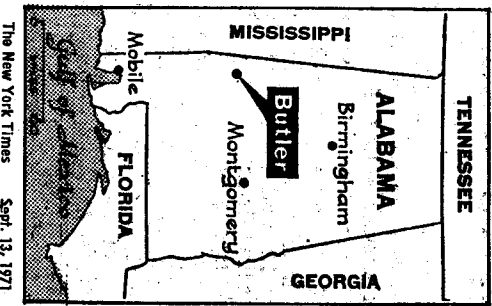 TENNESSEE
MISSISSIPPI
ALABAMA
GEORGIA
Birmingham
Butler
Montgomery
Mobile
FLORIDA
Gulf of Mexico
The New York Times Sept. 13, 1971